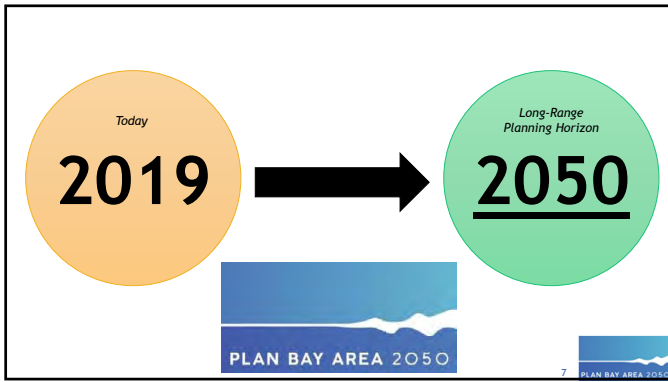 Today
2019
Long-Range
Planning Horizon
2050
PLAN BAY AREA 2050
7
PLAN BAY AREA 2050